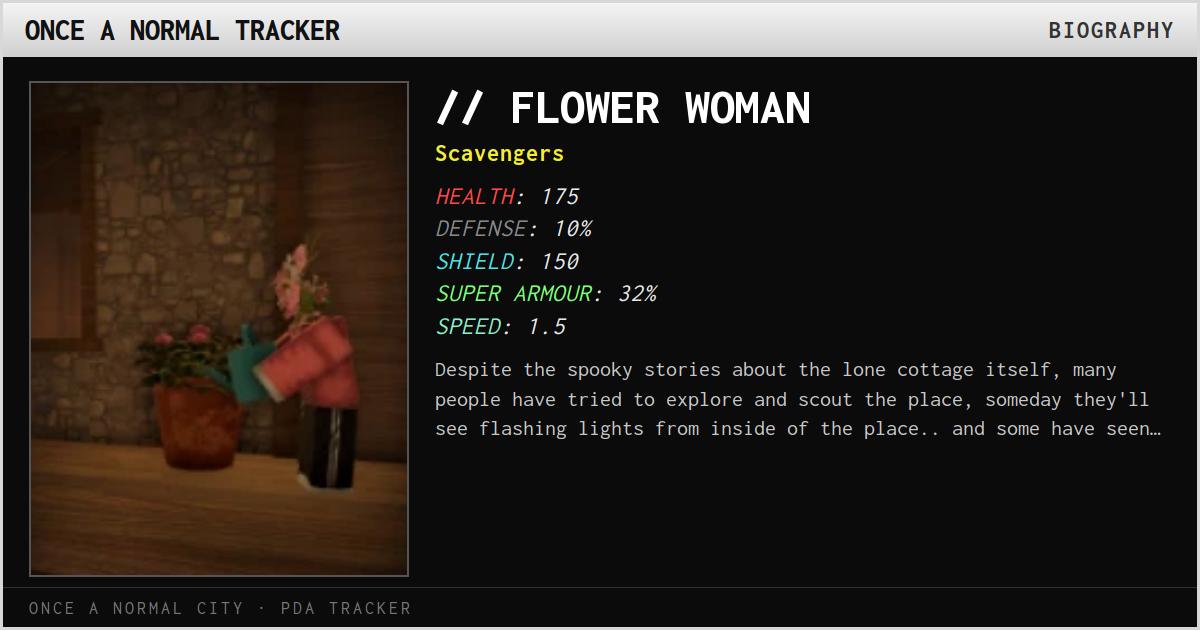 ONCE A NORMAL TRACKER
BIOGRAPHY
// FLOWER WOMAN
Scavengers
HEALTH: 175
DEFENSE: 10%
SHIELD: 150
SUPER ARMOUR: 32%
SPEED: 1.5
Despite the spooky stories about the lone cottage itself, many
people have tried to explore and scout the place, someday they'll
see flashing lights from inside of the place.. and some have seen…
ONCE A NORMAL CITY · PDA TRACKER